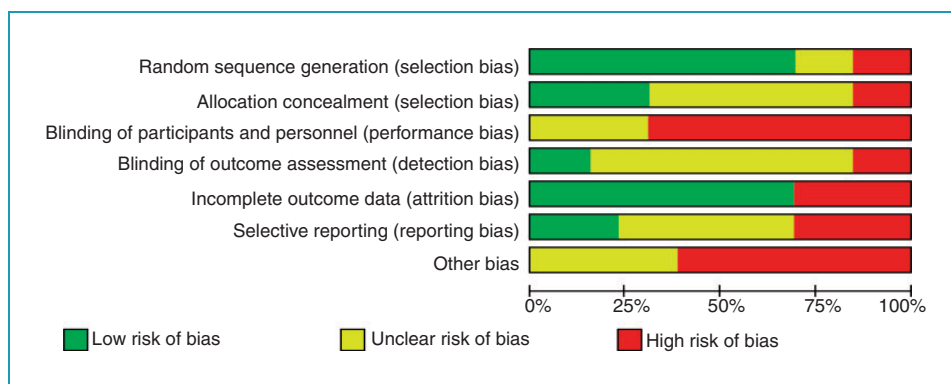 Random sequence generation (selection bias)
Allocation concealment (selection bias)
Blinding of participants and personnel (performance bias)
Blinding of outcome assessment (detection bias)
Incomplete outcome data (attrition bias)
Selective reporting (reporting bias)
Other bias
0% 25% 50% 75% 100%
Low risk of bias Unclear risk of bias High risk of bias